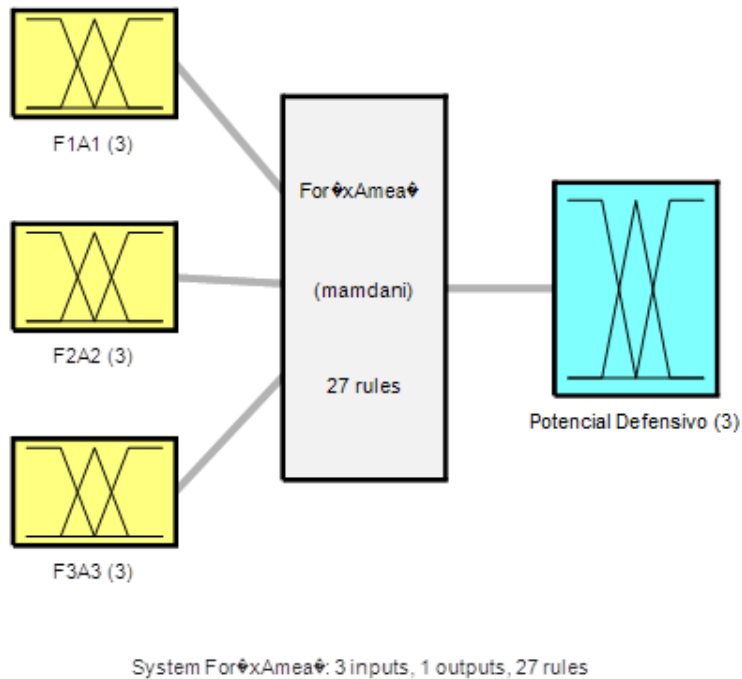 F1A1 (3)
For�xAmea�
F2A2 (3)
(mamdani)
27 rules
Potencial Defensivo (3)
F3A3 (3)
System For�xAmea�: 3 inputs, 1 outputs, 27 rules